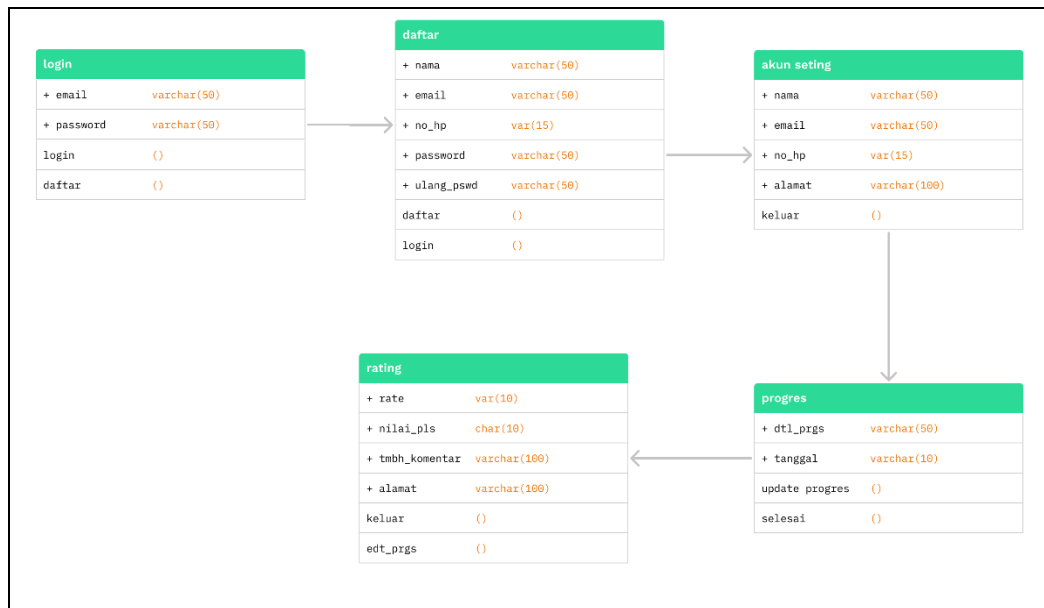 login
+ email varchar(50)
+ password varchar(50)
login ()
daftar ()
daftar
+ nama varchar(50)
+ email varchar(50)
+ no_hp var(15)
+ password varchar(50)
+ ulang_pswd varchar(50)
daftar ()
login ()
akun seting
+ nama varchar(50)
+ email varchar(50)
+ no_hp var(15)
+ alamat varchar(100)
keluar ()
rating
+ rate var(10)
+ nilai_pls char(10)
+ tmbh_komentar varchar(100)
+ alamat varchar(100)
keluar ()
edt_prgs ()
progres
+ dtl_prgs varchar(50)
+ tanggal varchar(10)
update progres ()
selesai ()